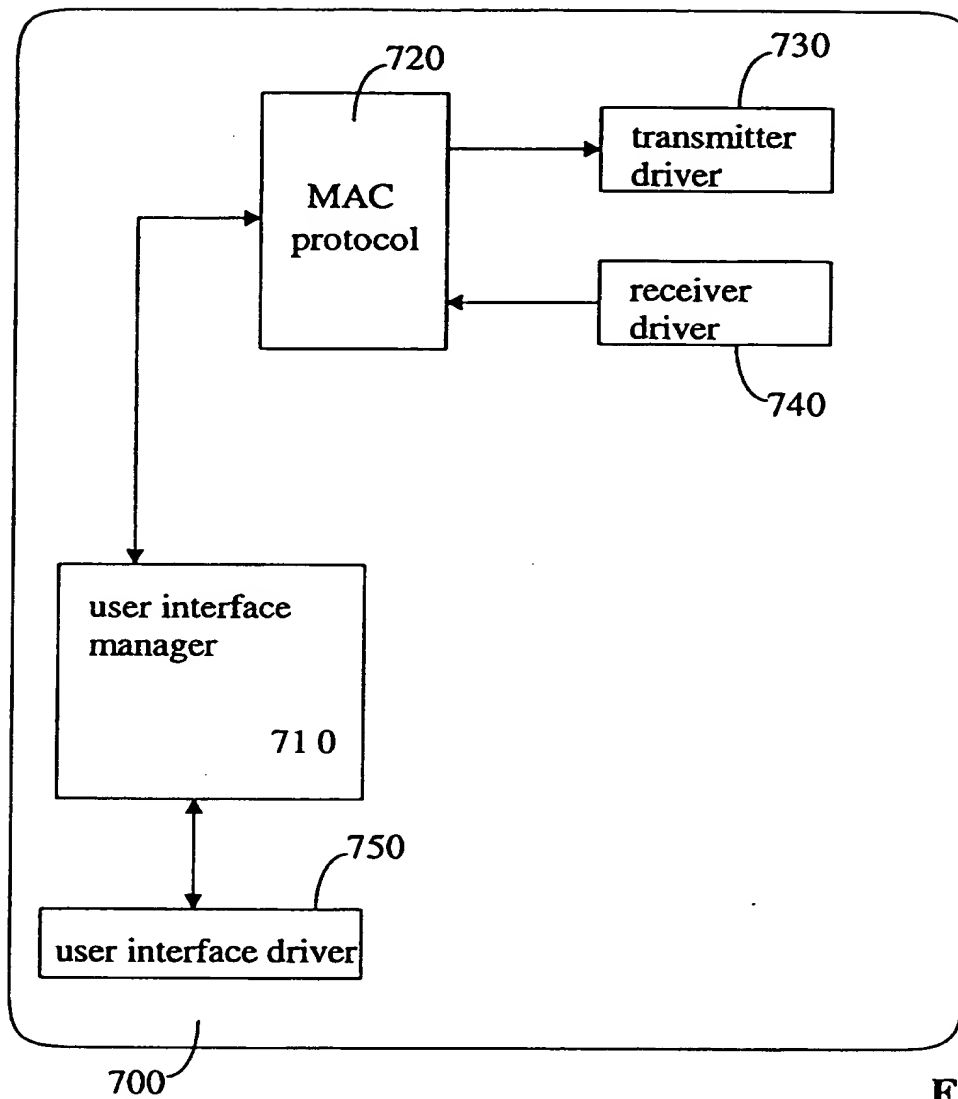 720
730
transmitter
driver
MAC
protocol
receiver
driver
740
user interface
manager
71 0
750
user interface driver
700